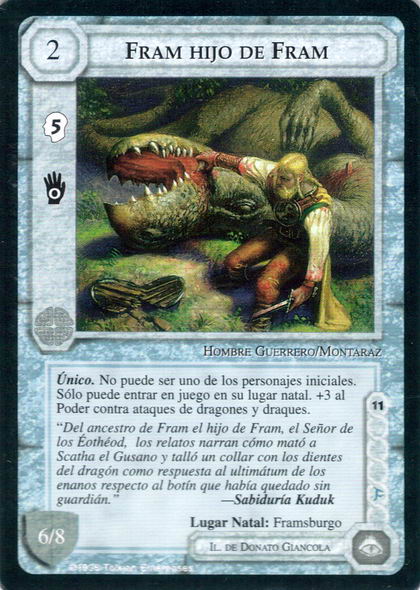 2
FRAM HIJO DE FRAM
5
HOMBRE GUERRERO/MONTARAZ
Único. No puede ser uno de los personajes iniciales.
Sólo puede entrar en juego en su lugar natal. +3 al
Poder contra ataques de dragones y draques.
11
“Del ancestro de Fram el hijo de Fram, el Señor de
los Éothéod, los relatos narran cómo mató a
Scatha el Gusano y talló un collar con los dientes
del dragón como respuesta al ultimátum de los
enanos respecto al botín que había quedado sin
guardián.” —Sabiduría Kuduk
Lugar Natal: Framsburgo
6/8
IL. DE DONATO GIANCOLA
Enterprises